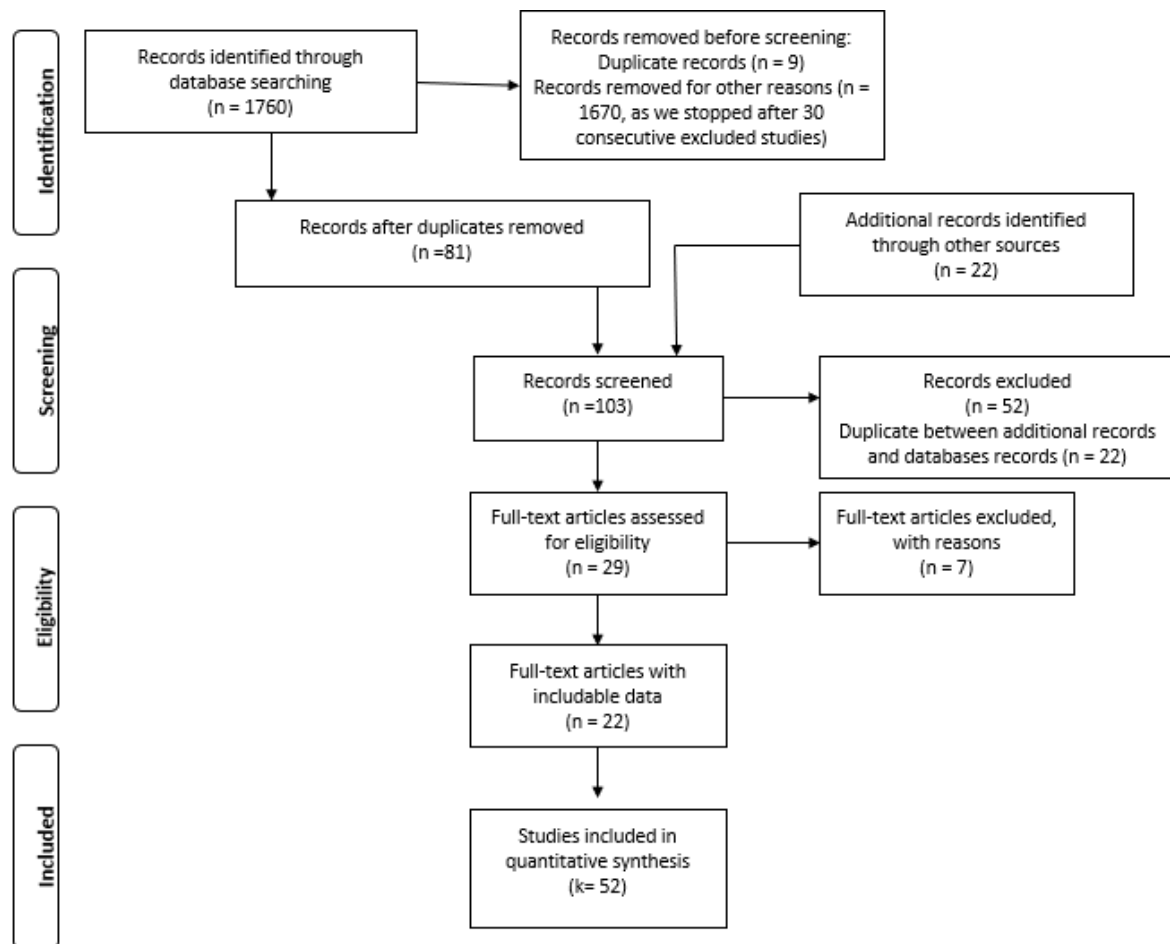 Identification
Records identified through
database searching
(n = 1760)
Records removed before screening:
Duplicate records (n = 9)
Records removed for other reasons (n =
1670, as we stopped after 30
consecutive excluded studies)
Records after duplicates removed
(n =81)
Additional records identified
through other sources
(n = 22)
Screening
Records screened
(n =103)
Records excluded
(n = 52)
Duplicate between additional records
and databases records (n = 22)
Eligibility
Full-text articles assessed
for eligibility
(n = 29)
Full-text articles excluded,
with reasons
(n = 7)
Full-text articles with
includable data
(n = 22)
Included
Studies included in
quantitative synthesis
(k= 52)